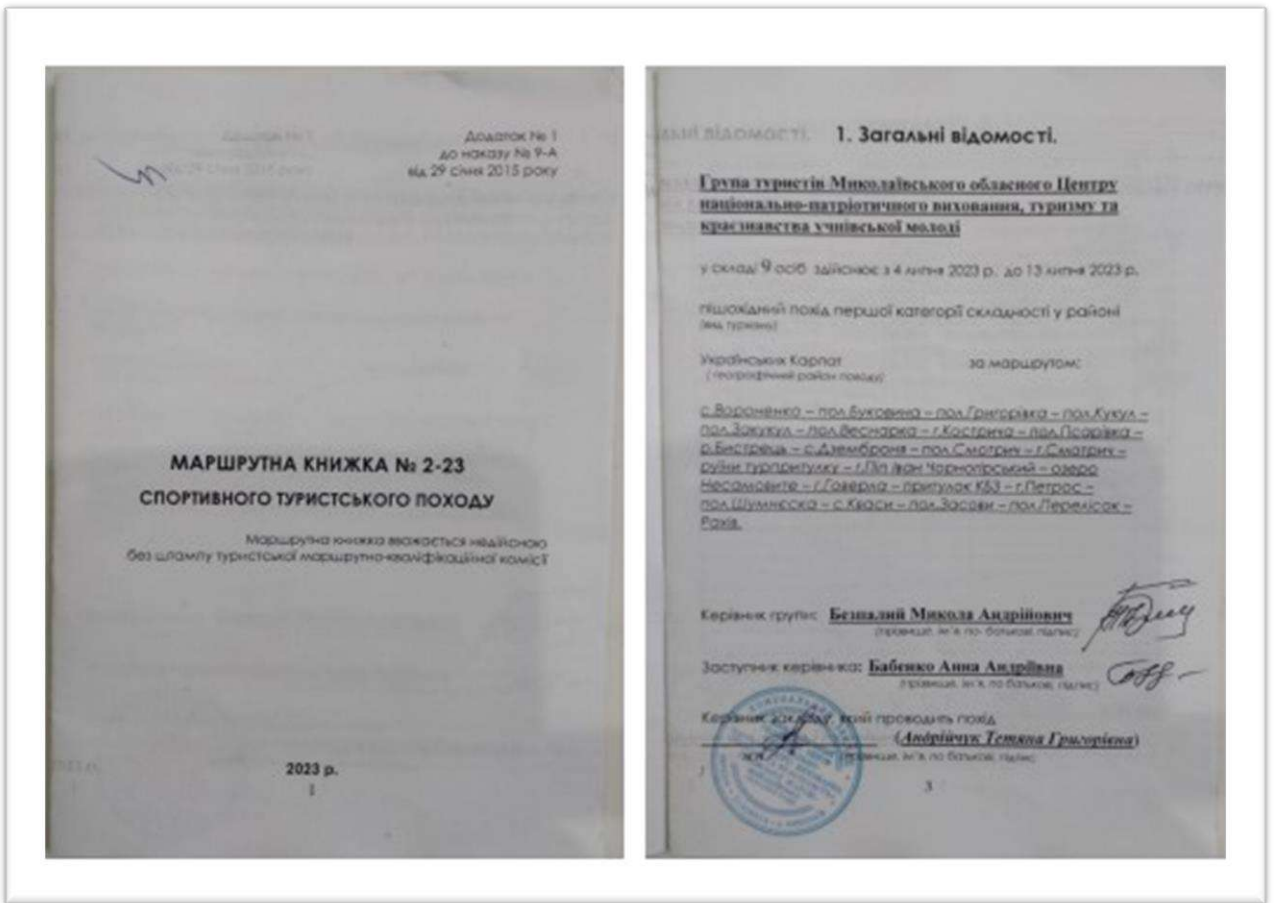 Додаток № 1
до наказу № 9-А
від 29 січня 2015 року
МАРШРУТНА КНИЖКА № 2-23
СПОРТИВНОГО ТУРИСТСЬКОГО ПОХОДУ
Маршрутна книжка вважається недійсною
без штампу туристської маршрутно-кваліфікаційної комісії
2023 р.
1
1. Загальні відомості.
Група туристів Миколаївського обласного Центру
національно-патріотичного виховання, туризму та
краєзнавства учнівської молоді
у складі 9 осіб здійснює з 4 липня 2023 р. до 13 липня 2023 р.
пішохідний похід першої категорії складності у районі
(вид туризму)
Українських Карпат за маршрутом:
(географічний район походу)
с.Вороненко – пол.Буковина – пол.Григорівка – пол.Кукул –
пол.Закукул – пол.Веснарка – г.Кострича – пол.Псарівка –
р.Бистрець – с.Дземброня – пол.Смотрич – г.Смотрич –
руїни турпритулку – г.Піп Іван Чорногірський – озеро
Несамовите – г.Говерла – притулок КБЗ – г.Петрос –
пол.Шумнєска – с.Кваси – пол.Засови – пол.Перелісок –
Рахів.
Керівник групи: Безпалий Микола Андрійович
(прізвище, ім'я по- батькові, підпис)
Заступник керівника: Бабенко Анна Андріївна
(прізвище, ім'я, по батькові, підпис)
Керівник закладу, який проводить похід
(Андрійчук Тетяна Григорівна)
(прізвище, ім'я, по батькові, підпис)
3